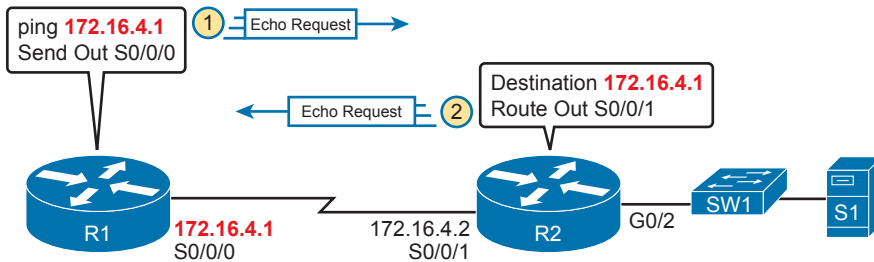 ping 172.16.4.1
Send Out S0/0/0
1
Echo Request
Echo Request
2
Destination 172.16.4.1
Route Out S0/0/1
R1
172.16.4.1
S0/0/0
172.16.4.2
S0/0/1
R2
G0/2
SW1
S1